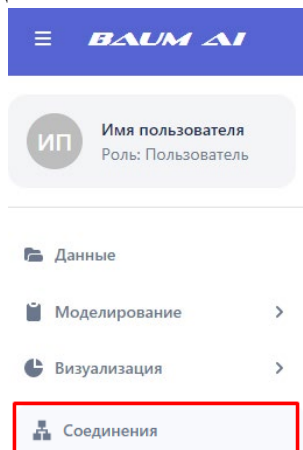 BAUM AI
ИП
Имя пользователя
Роль: Пользователь
Данные
Моделирование
Визуализация
Соединения